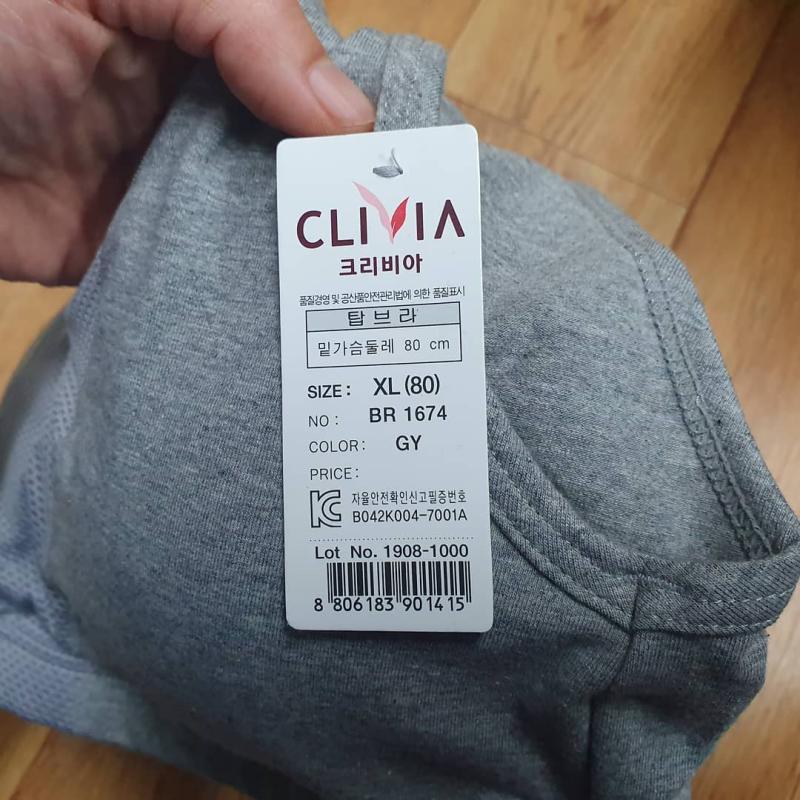 CLIVIA
크리비아
품질경영 및 공산품안전관리법에 의한 품질표시
탑 브 라
밑가슴둘레 80 cm
SIZE: XL (80)
NO: BR 1674
COLOR: GY
PRICE:
자율안전확인신고필증번호
B042K004-7001A
Lot No. 1908-1000
8 806183 901415